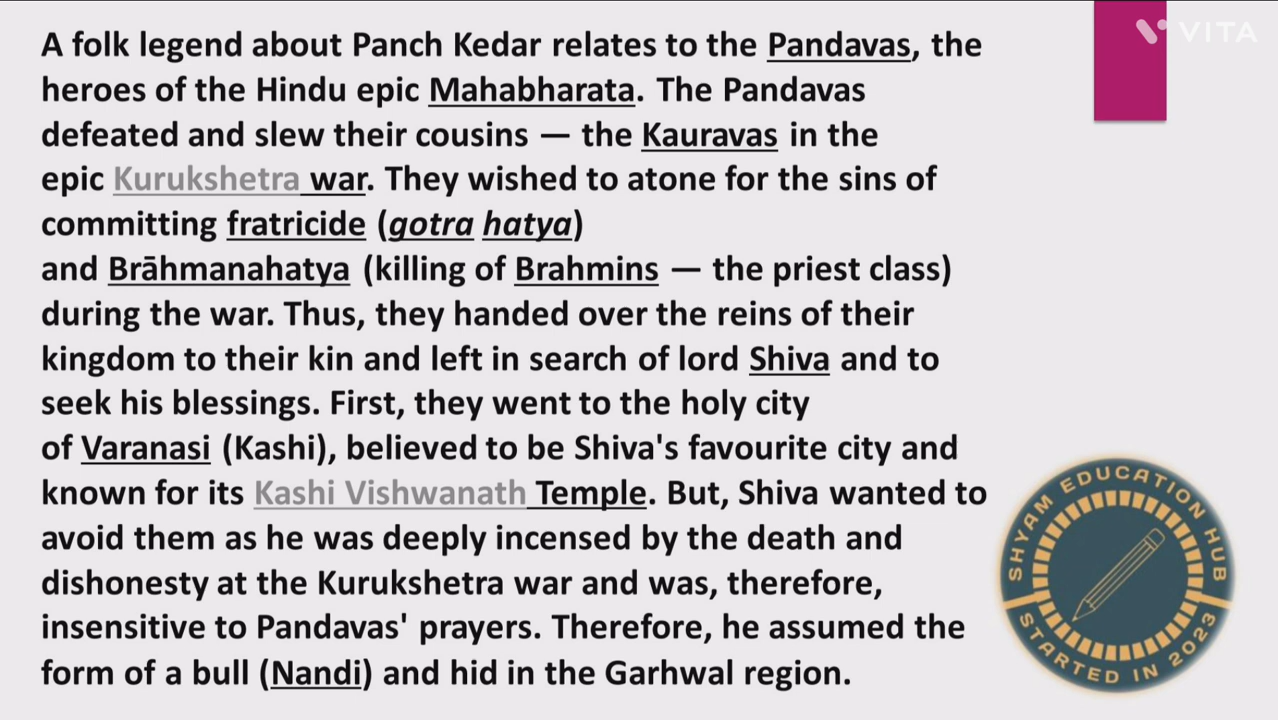 VITA
A folk legend about Panch Kedar relates to the Pandavas, the
heroes of the Hindu epic Mahabharata. The Pandavas
defeated and slew their cousins — the Kauravas in the
epic Kurukshetra war. They wished to atone for the sins of
committing fratricide (gotra hatya)
and Brāhmanahatya (killing of Brahmins — the priest class)
during the war. Thus, they handed over the reins of their
kingdom to their kin and left in search of lord Shiva and to
seek his blessings. First, they went to the holy city
of Varanasi (Kashi), believed to be Shiva's favourite city and
known for its Kashi Vishwanath Temple. But, Shiva wanted to
avoid them as he was deeply incensed by the death and
dishonesty at the Kurukshetra war and was, therefore,
insensitive to Pandavas' prayers. Therefore, he assumed the
form of a bull (Nandi) and hid in the Garhwal region.
SHYAM EDUCATION HUB
STARTED IN 2023